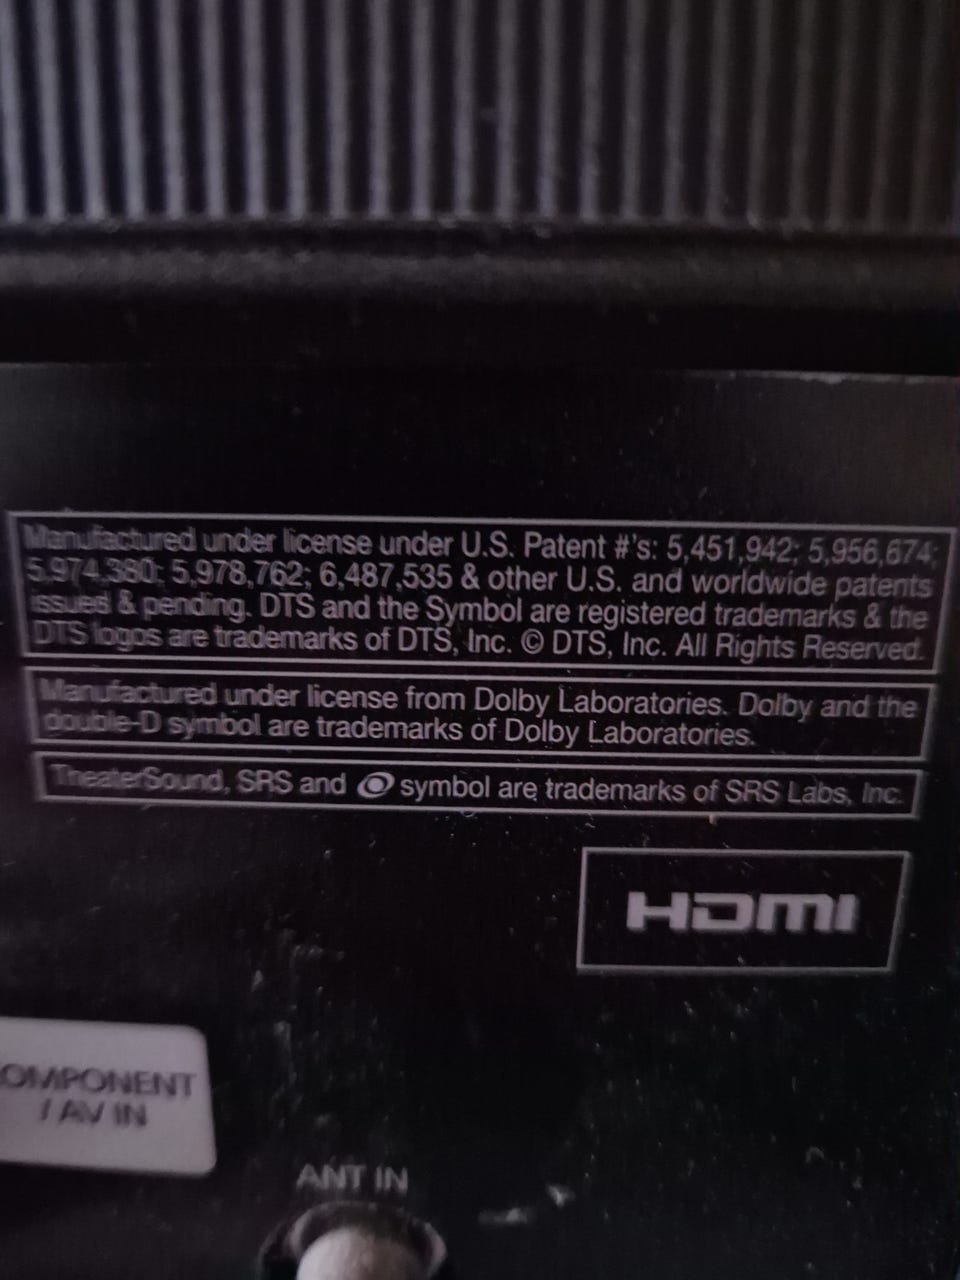 Manufactured under license under U.S. Patent #'s: 5,451,942; 5,956,674;
5,974,380; 5,978,762; 6,487,535 & other U.S. and worldwide patents
issued & pending. DTS and the Symbol are registered trademarks & the
DTS logos are trademarks of DTS, Inc. © DTS, Inc. All Rights Reserved.
Manufactured under license from Dolby Laboratories. Dolby and the
double-D symbol are trademarks of Dolby Laboratories.
TheaterSound, SRS and symbol are trademarks of SRS Labs, Inc.
HDMI
OMPONENT
/ AV IN
ANT IN